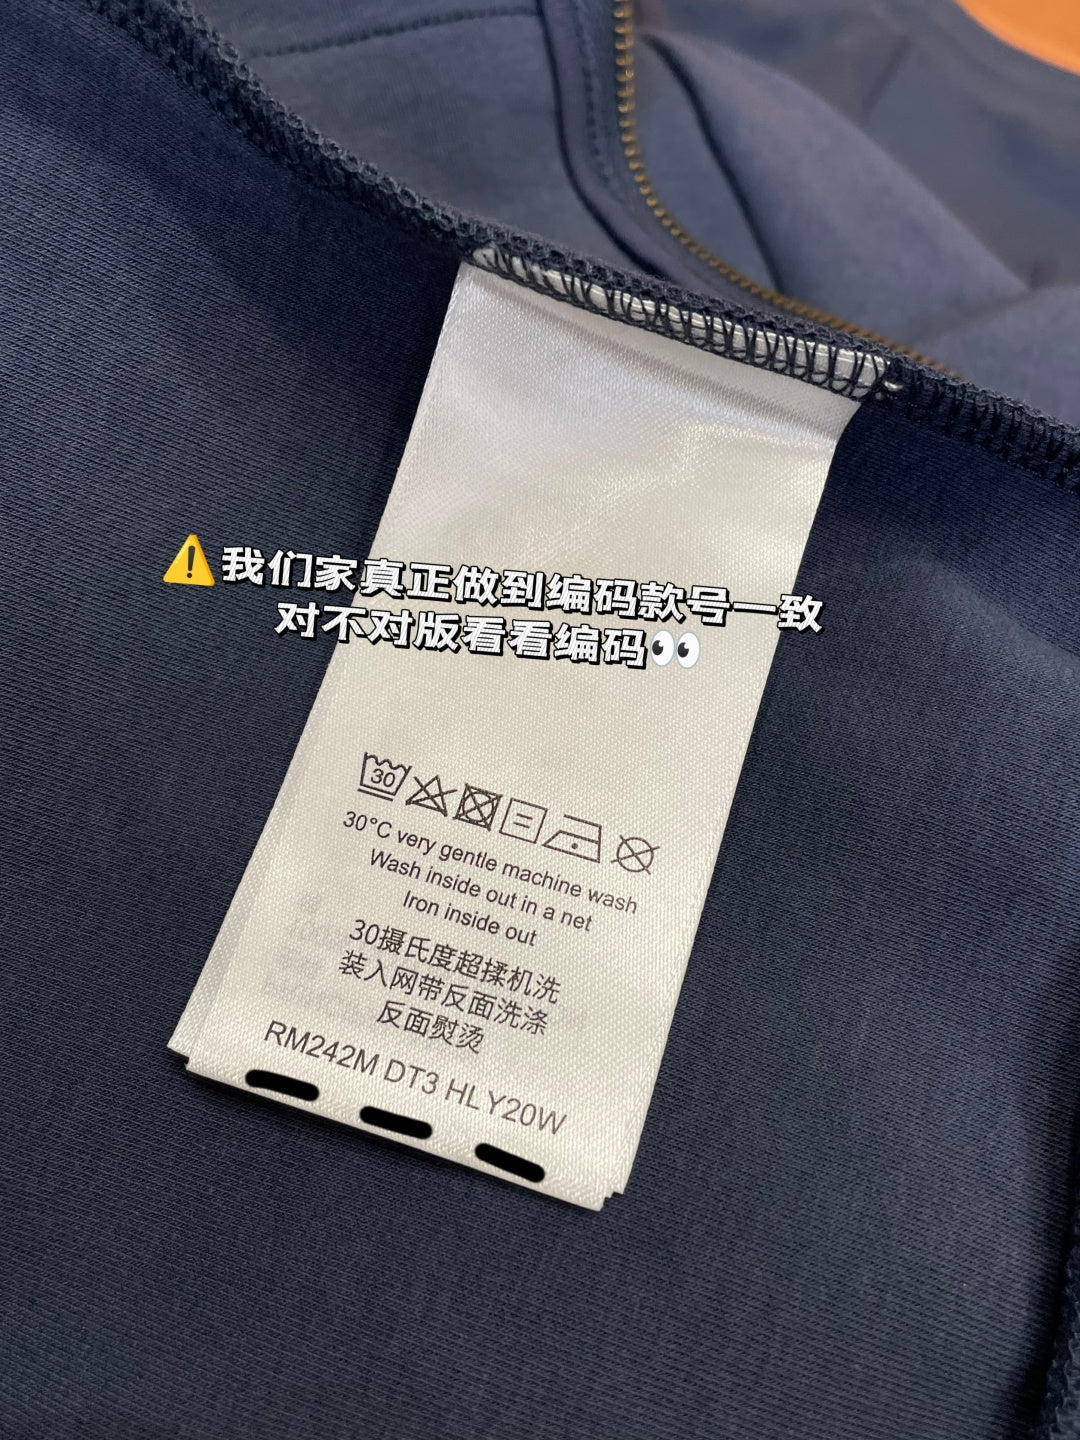 ⚠️我们家真正做到编码款号一致
对不对版看看编码👀
30
30°C very gentle machine wash
Wash inside out in a net
Iron inside out
30摄氏度超揉机洗
装入网带反面洗涤
反面熨烫
RM242M DT3 HLY20W